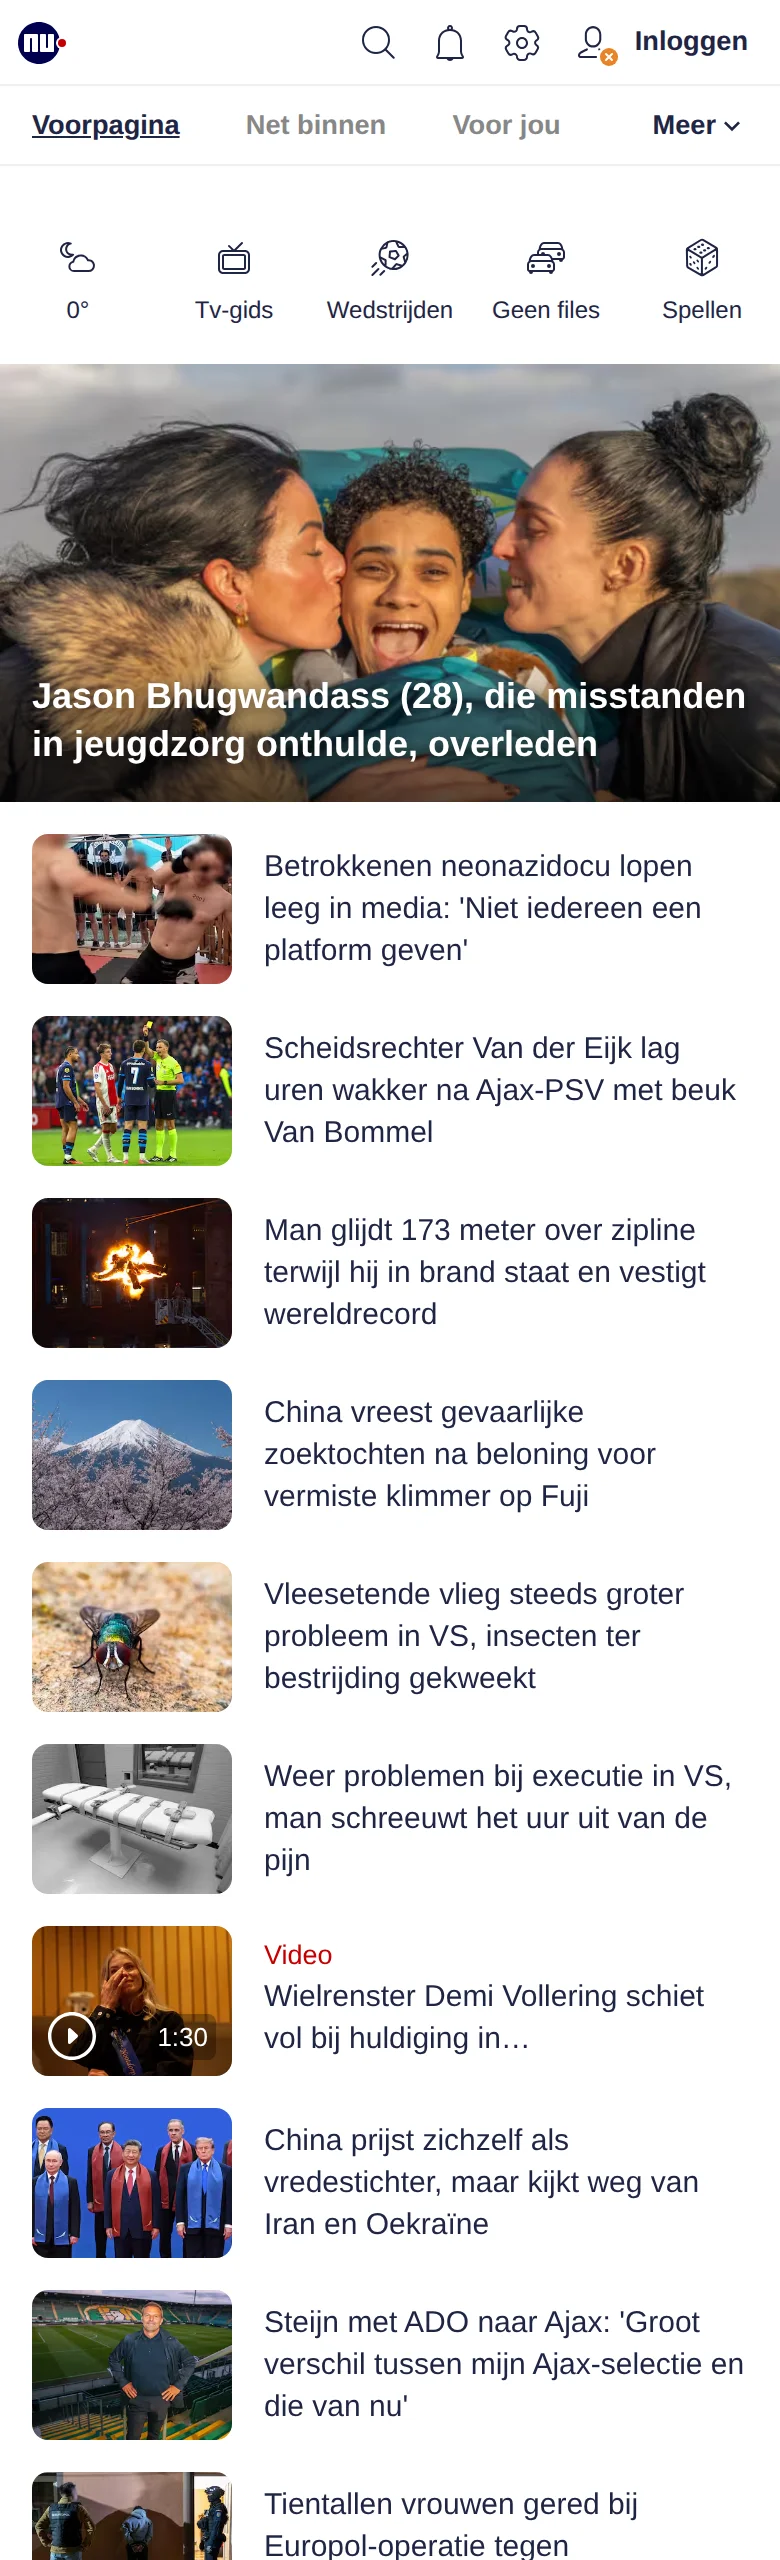 nu
Inloggen
Voorpagina
Net binnen
Voor jou
Meer
0°
Tv-gids
Wedstrijden
Geen files
Spellen
Jason Bhugwandass (28), die misstanden
in jeugdzorg onthulde, overleden
Betrokkenen neonazidocu lopen
leeg in media: 'Niet iedereen een
platform geven'
Scheidsrechter Van der Eijk lag
uren wakker na Ajax-PSV met beuk
Van Bommel
7
Man glijdt 173 meter over zipline
terwijl hij in brand staat en vestigt
wereldrecord
China vreest gevaarlijke
zoektochten na beloning voor
vermiste klimmer op Fuji
Vleesetende vlieg steeds groter
probleem in VS, insecten ter
bestrijding gekweekt
Weer problemen bij executie in VS,
man schreeuwt het uur uit van de
pijn
Video
Wielrenster Demi Vollering schiet
vol bij huldiging in…
1:30
China prijst zichzelf als
vredestichter, maar kijkt weg van
Iran en Oekraïne
Steijn met ADO naar Ajax: 'Groot
verschil tussen mijn Ajax-selectie en
die van nu'
Tientallen vrouwen gered bij
Europol-operatie tegen